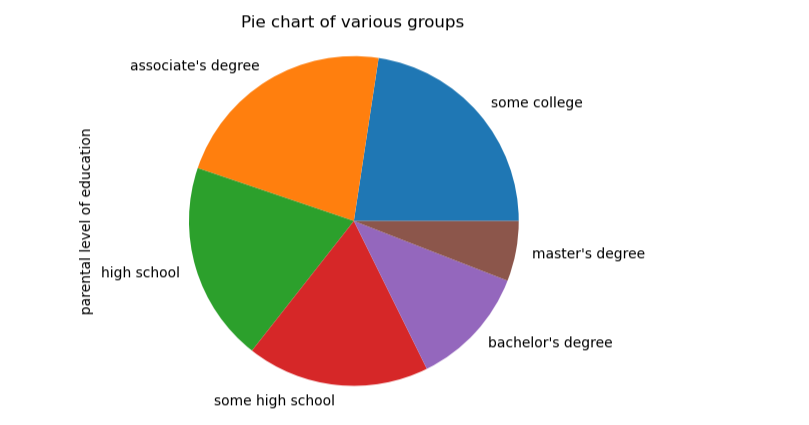 Pie chart of various groups
associate's degree
some college
parental level of education
high school
master's degree
bachelor's degree
some high school